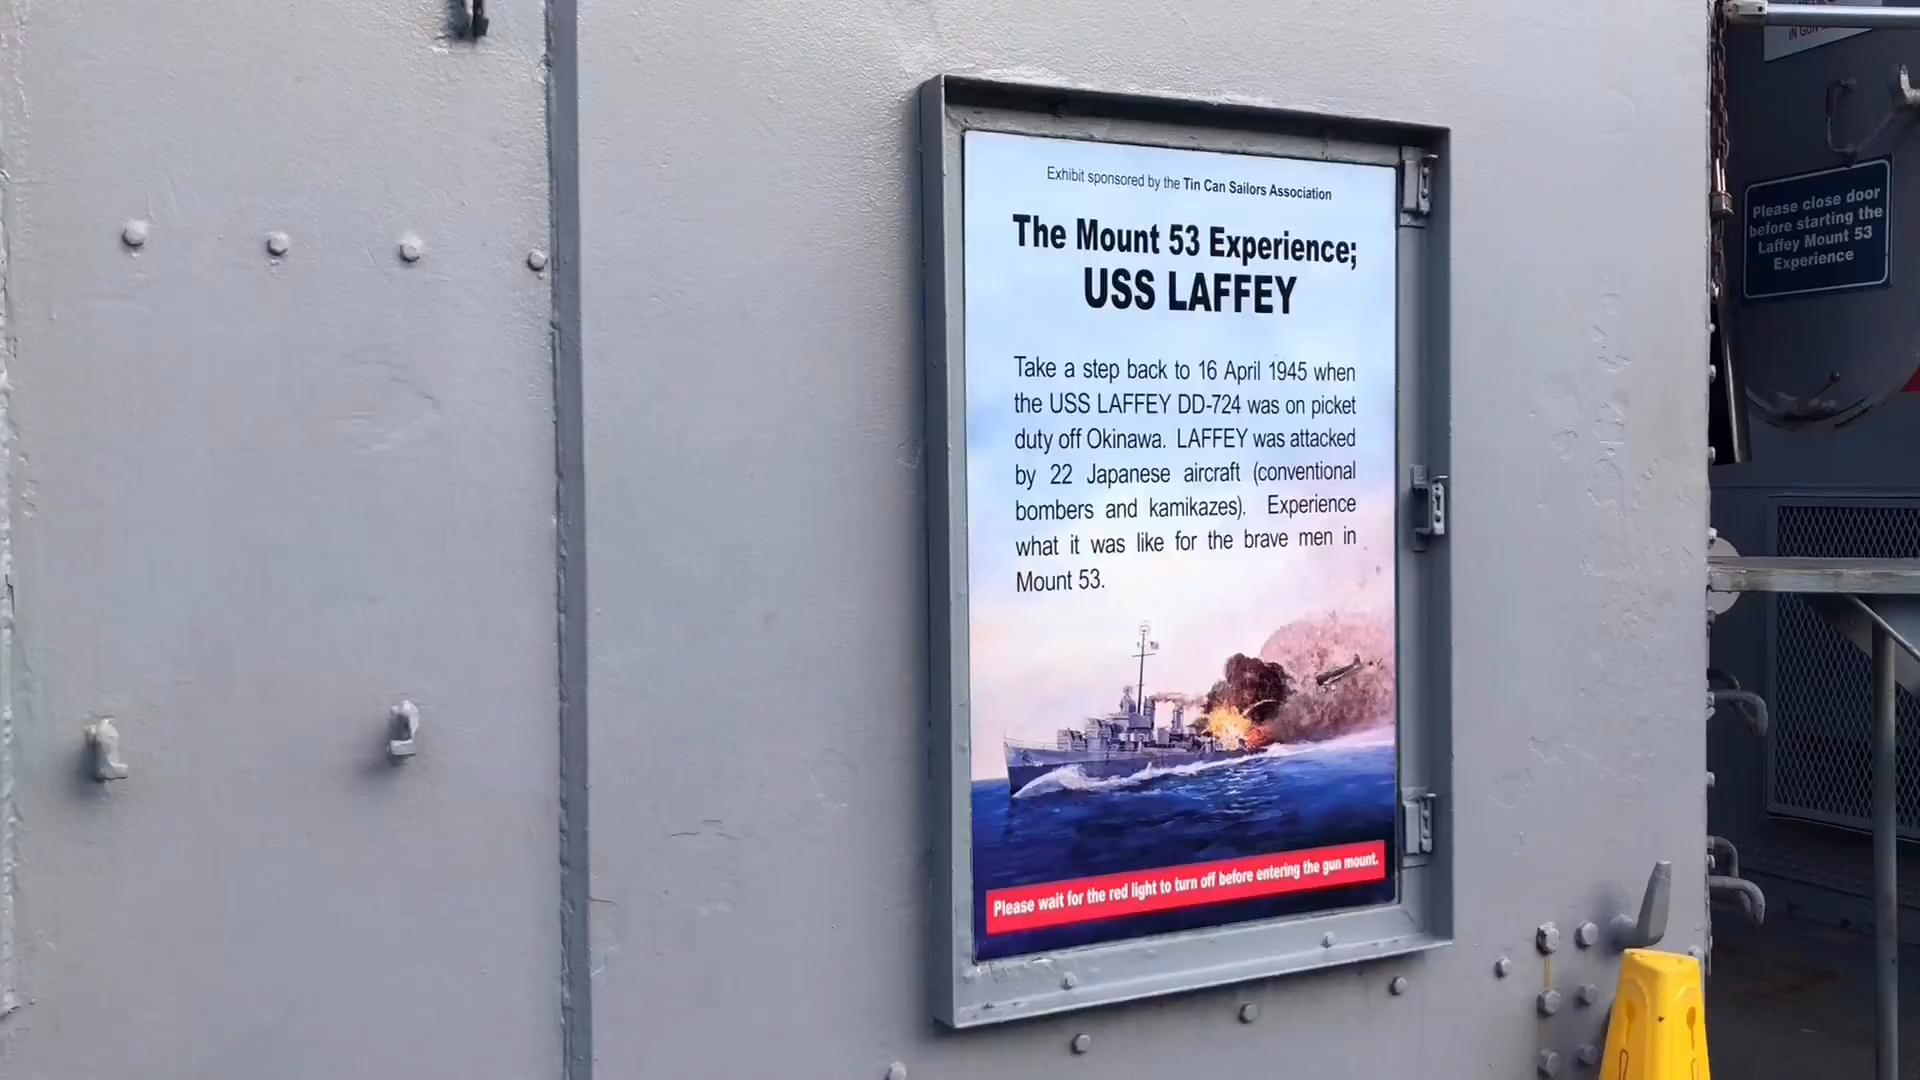 Exhibit sponsored by the Tin Can Sailors Association
The Mount 53 Experience;
USS LAFFEY
Take a step back to 16 April 1945 when
the USS LAFFEY DD-724 was on picket
duty off Okinawa. LAFFEY was attacked
by 22 Japanese aircraft (conventional
bombers and kamikazes). Experience
what it was like for the brave men in
Mount 53.
Please wait for the red light to turn off before entering the gun mount.
IN GUN
Please close door
before starting the
Laffey Mount 53
Experience